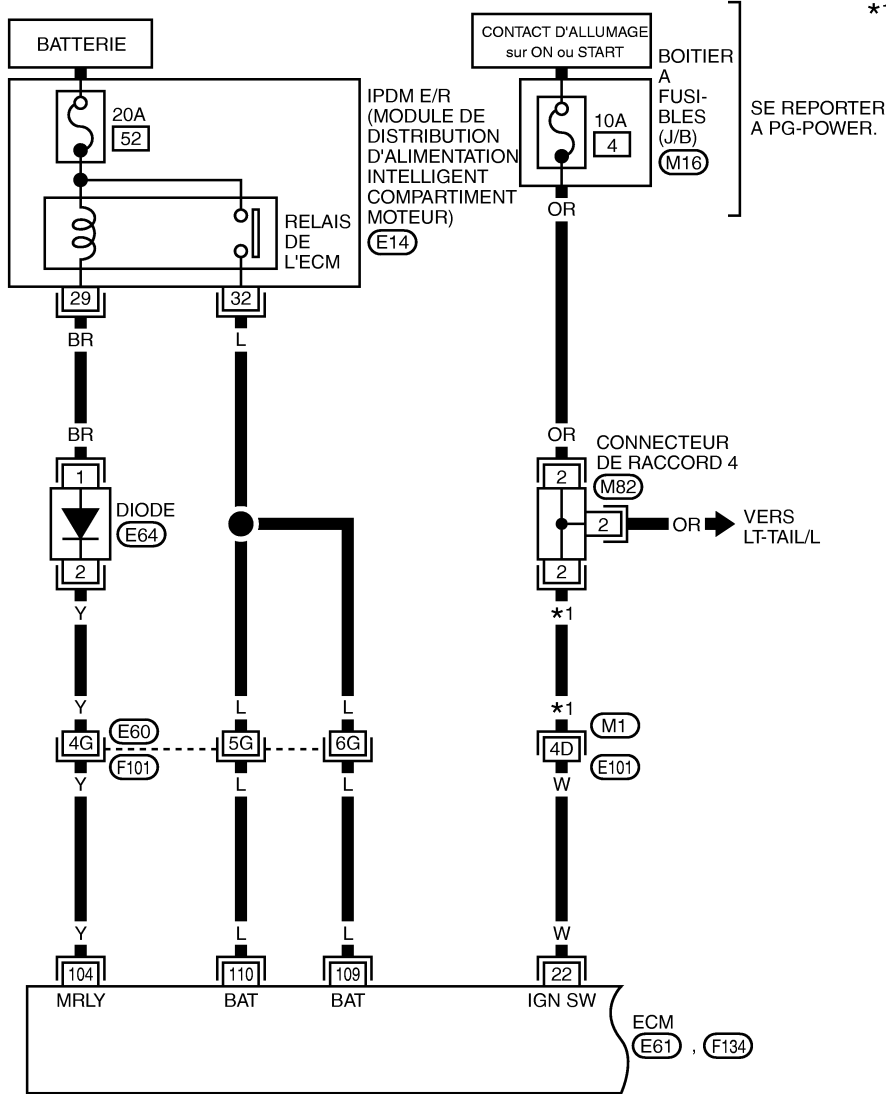 BATTERIE
20A
52
IPDM E/R
(MODULE DE
DISTRIBUTION
D'ALIMENTATION
INTELLIGENT
COMPARTIMENT
MOTEUR)
E14
RELAIS
DE
L'ECM
CONTACT D'ALLUMAGE
sur ON ou START
10A
4
BOITIER
A
FUSI-
BLES
(J/B)
M16
SE REPORTER
A PG-POWER.
*1
29
32
BR
L
OR
BR
OR
1
DIODE
E64
2
CONNECTEUR
DE RACCORD 4
M82
2
2
OR
VERS
LT-TAIL/L
2
Y
*1
Y
L
L
*1
4G
E60
F101
5G
6G
4D
M1
E101
Y
L
L
W
Y
L
L
W
104
110
109
22
MRLY
BAT
BAT
IGN SW
ECM
E61 , F134